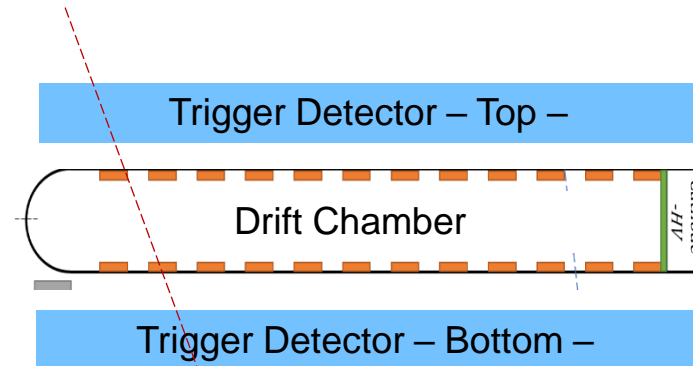 Trigger Detector – Top –
Drift Chamber
-HV
Trigger Detector – Bottom –